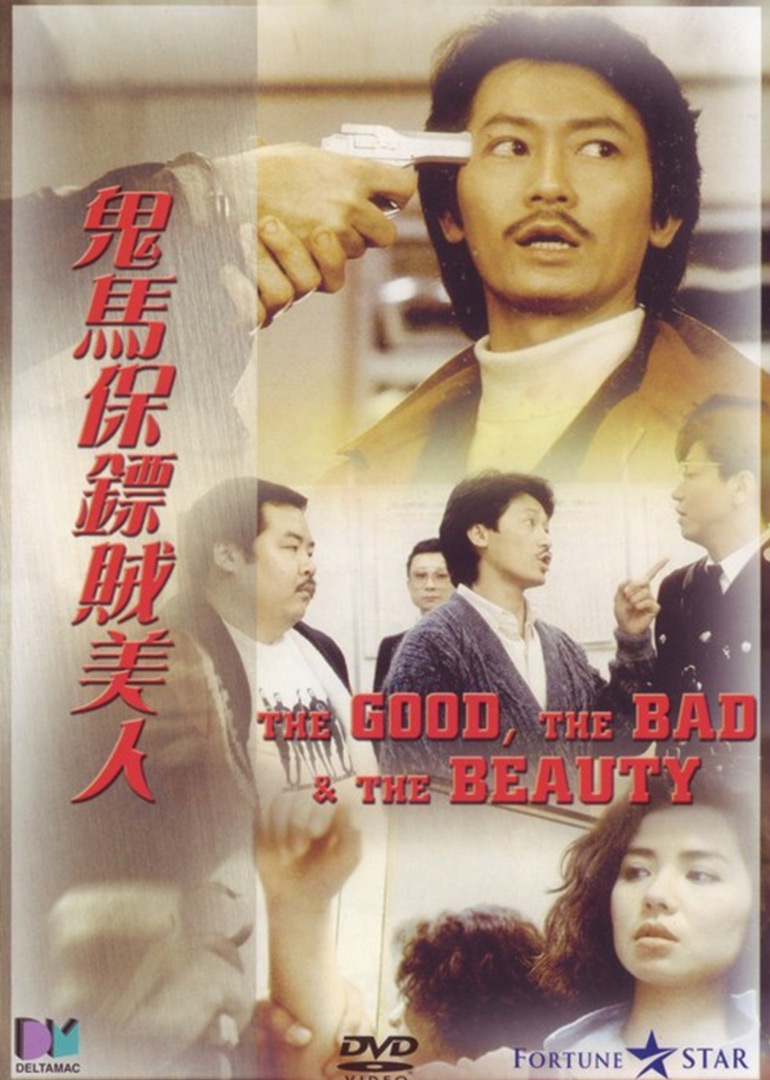 鬼馬保鏢賊美人
THE GOOD, THE BAD
& THE BEAUTY
DELTAMAC
DVD
VIDEO
FORTUNE STAR